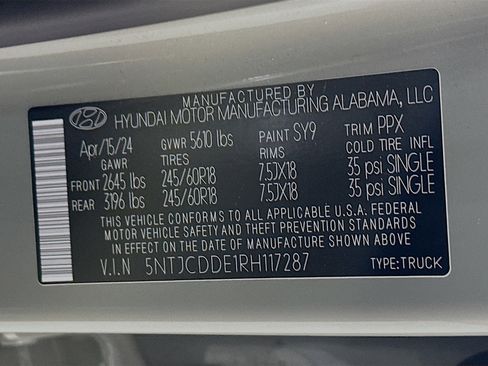 MANUFACTURED BY
HYUNDAI MOTOR MANUFACTURING ALABAMA, LLC
Apr/15/24 GVWR 5610 lbs PAINT SY9 TRIM PPX
GAWR TIRES RIMS COLD TIRE INFL
FRONT 2645 lbs 245/60R18 7.5JX18 35 psi SINGLE
REAR 3196 lbs 245/60R18 7.5JX18 35 psi SINGLE
THIS VEHICLE CONFORMS TO ALL APPLICABLE U.S.A. FEDERAL
MOTOR VEHICLE SAFETY AND THEFT PREVENTION STANDARDS
IN EFFECT ON THE DATE OF MANUFACTURE SHOWN ABOVE.
V.I.N 5NTJCDDE1RH117287 TYPE:TRUCK